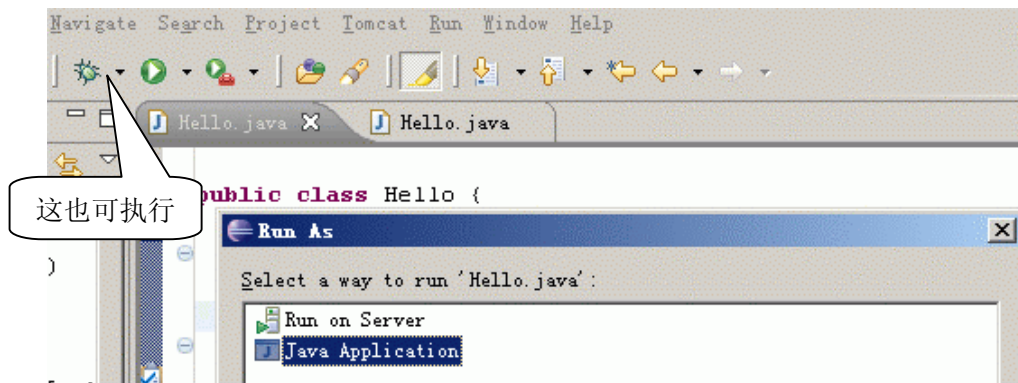 Navigate Search Project Tomcat Run Window Help
Hello.java Hello.java
这也可执行
public class Hello {
Run As
)
Select a way to run 'Hello.java':
Run on Server
Java Application